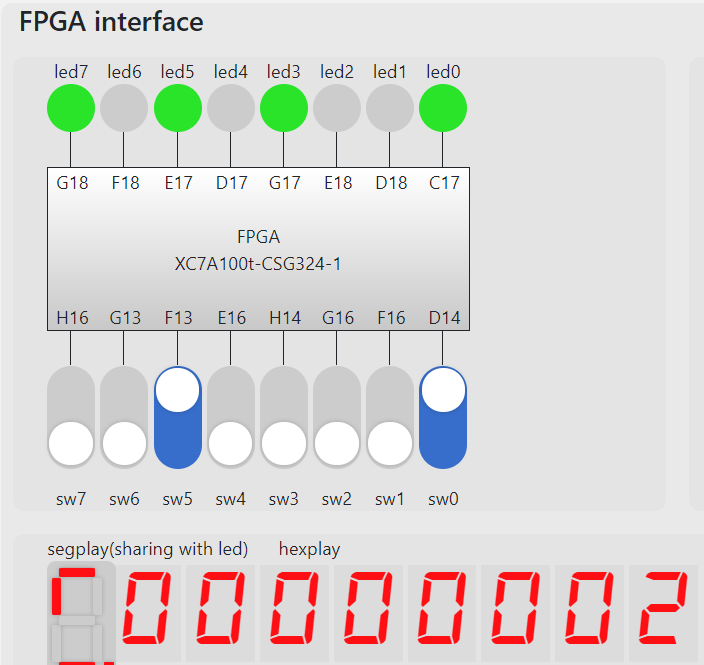 FPGA interface
led7 led6 led5 led4 led3 led2 led1 led0
G18 F18 E17 D17 G17 E18 D18 C17
FPGA
XC7A100t-CSG324-1
H16 G13 F13 E16 H14 G16 F16 D14
sw7 sw6 sw5 sw4 sw3 sw2 sw1 sw0
segplay(sharing with led) hexplay
00000002